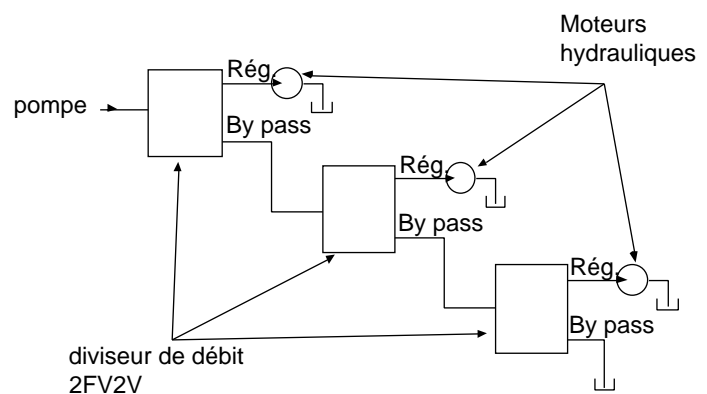 Moteurs
hydrauliques
Rég.
pompe
By pass
Rég.
By pass
Rég.
By pass
diviseur de débit
2FV2V